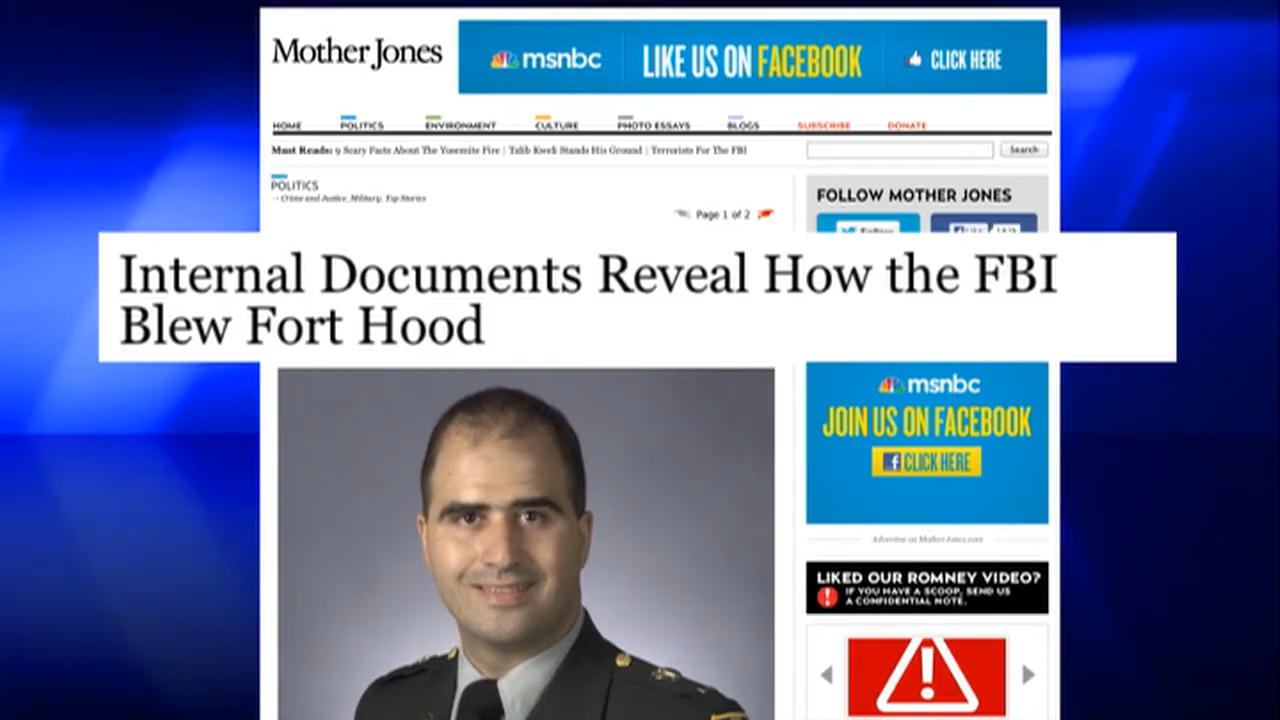 Mother Jones
msnbc LIKE US ON FACEBOOK CLICK HERE
HOME POLITICS ENVIRONMENT CULTURE PHOTO ESSAYS BLOGS SUBSCRIBE DONATE
Must Reads: 9 Scary Facts About The Yosemite Fire | Talib Kweli Stands His Ground | Terrorists For The FBI
Search
POLITICS
→ Crime and Justice, Military, Top Stories
Page 1 of 2
FOLLOW MOTHER JONES
Follow
Like
Internal Documents Reveal How the FBI
Blew Fort Hood
msnbc
JOIN US ON FACEBOOK
f CLICK HERE
Advertise on MotherJones.com
LIKED OUR ROMNEY VIDEO?
! IF YOU HAVE A SCOOP, SEND US
A CONFIDENTIAL NOTE.
!